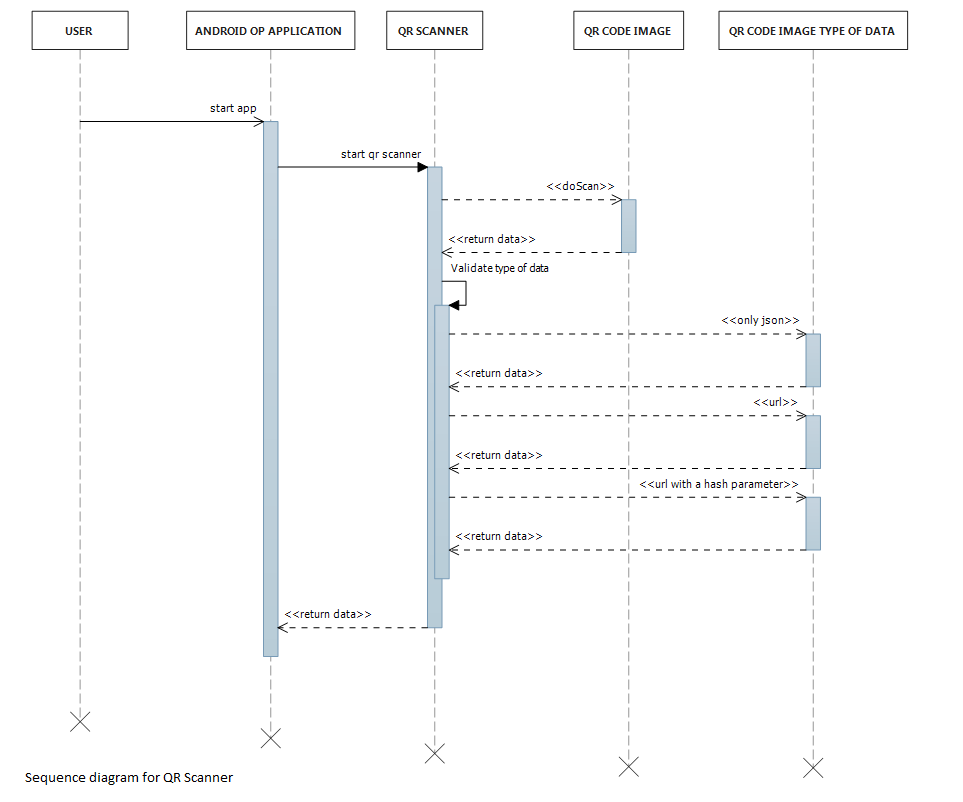 USER
ANDROID OP APPLICATION
QR SCANNER
QR CODE IMAGE
QR CODE IMAGE TYPE OF DATA
start app
start qr scanner
<<doScan>>
<<return data>>
Validate type of data
<<only json>>
<<return data>>
<<url>>
<<return data>>
<<url with a hash parameter>>
<<return data>>
<<return data>>
Sequence diagram for QR Scanner